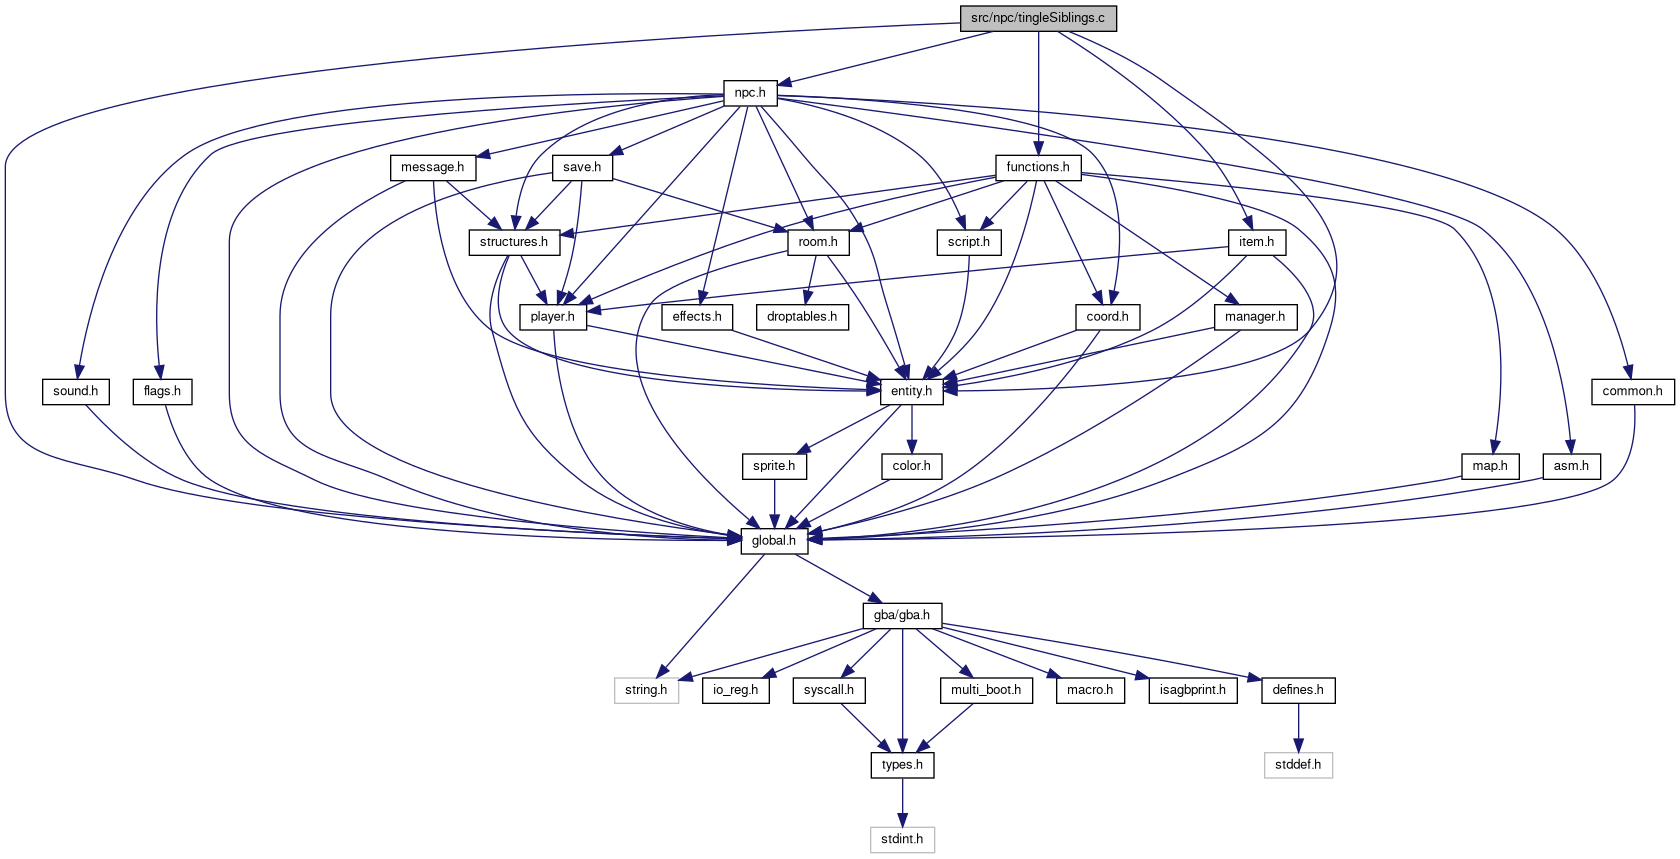 src/npc/tingleSiblings.c
npc.h
message.h
save.h
functions.h
structures.h
room.h
script.h
item.h
player.h
effects.h
droptables.h
coord.h
manager.h
sound.h
flags.h
entity.h
common.h
sprite.h
color.h
map.h
asm.h
global.h
gba/gba.h
string.h
io_reg.h
syscall.h
multi_boot.h
macro.h
isagbprint.h
defines.h
types.h
stddef.h
stdint.h